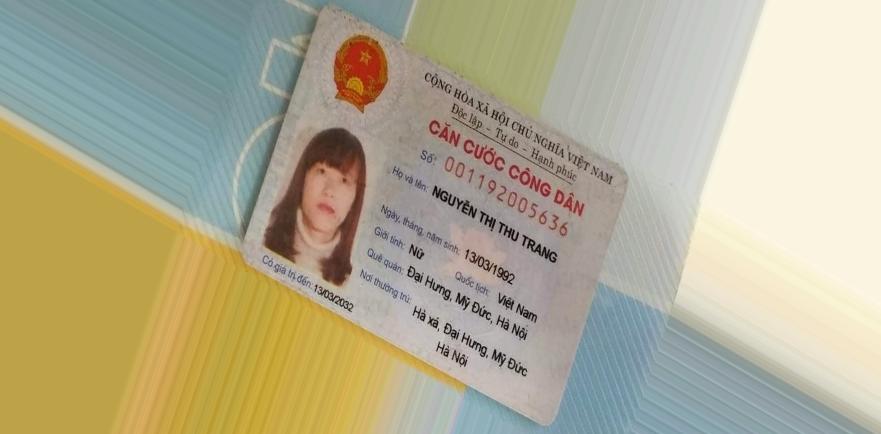 CỘNG HÒA XÃ HỘI CHỦ NGHĨA VIỆT NAM
Độc lập - Tự do - Hạnh phúc
CĂN CƯỚC CÔNG DÂN
Số: 001192005636
Họ và tên: NGUYỄN THỊ THU TRANG
Ngày, tháng, năm sinh: 13/03/1992
Giới tính: Nữ Quốc tịch: Việt Nam
Quê quán: Đại Hưng, Mỹ Đức, Hà Nội
Nơi thường trú: Hà xá, Đại Hưng, Mỹ Đức
Hà Nội
Có giá trị đến: 13/03/2032